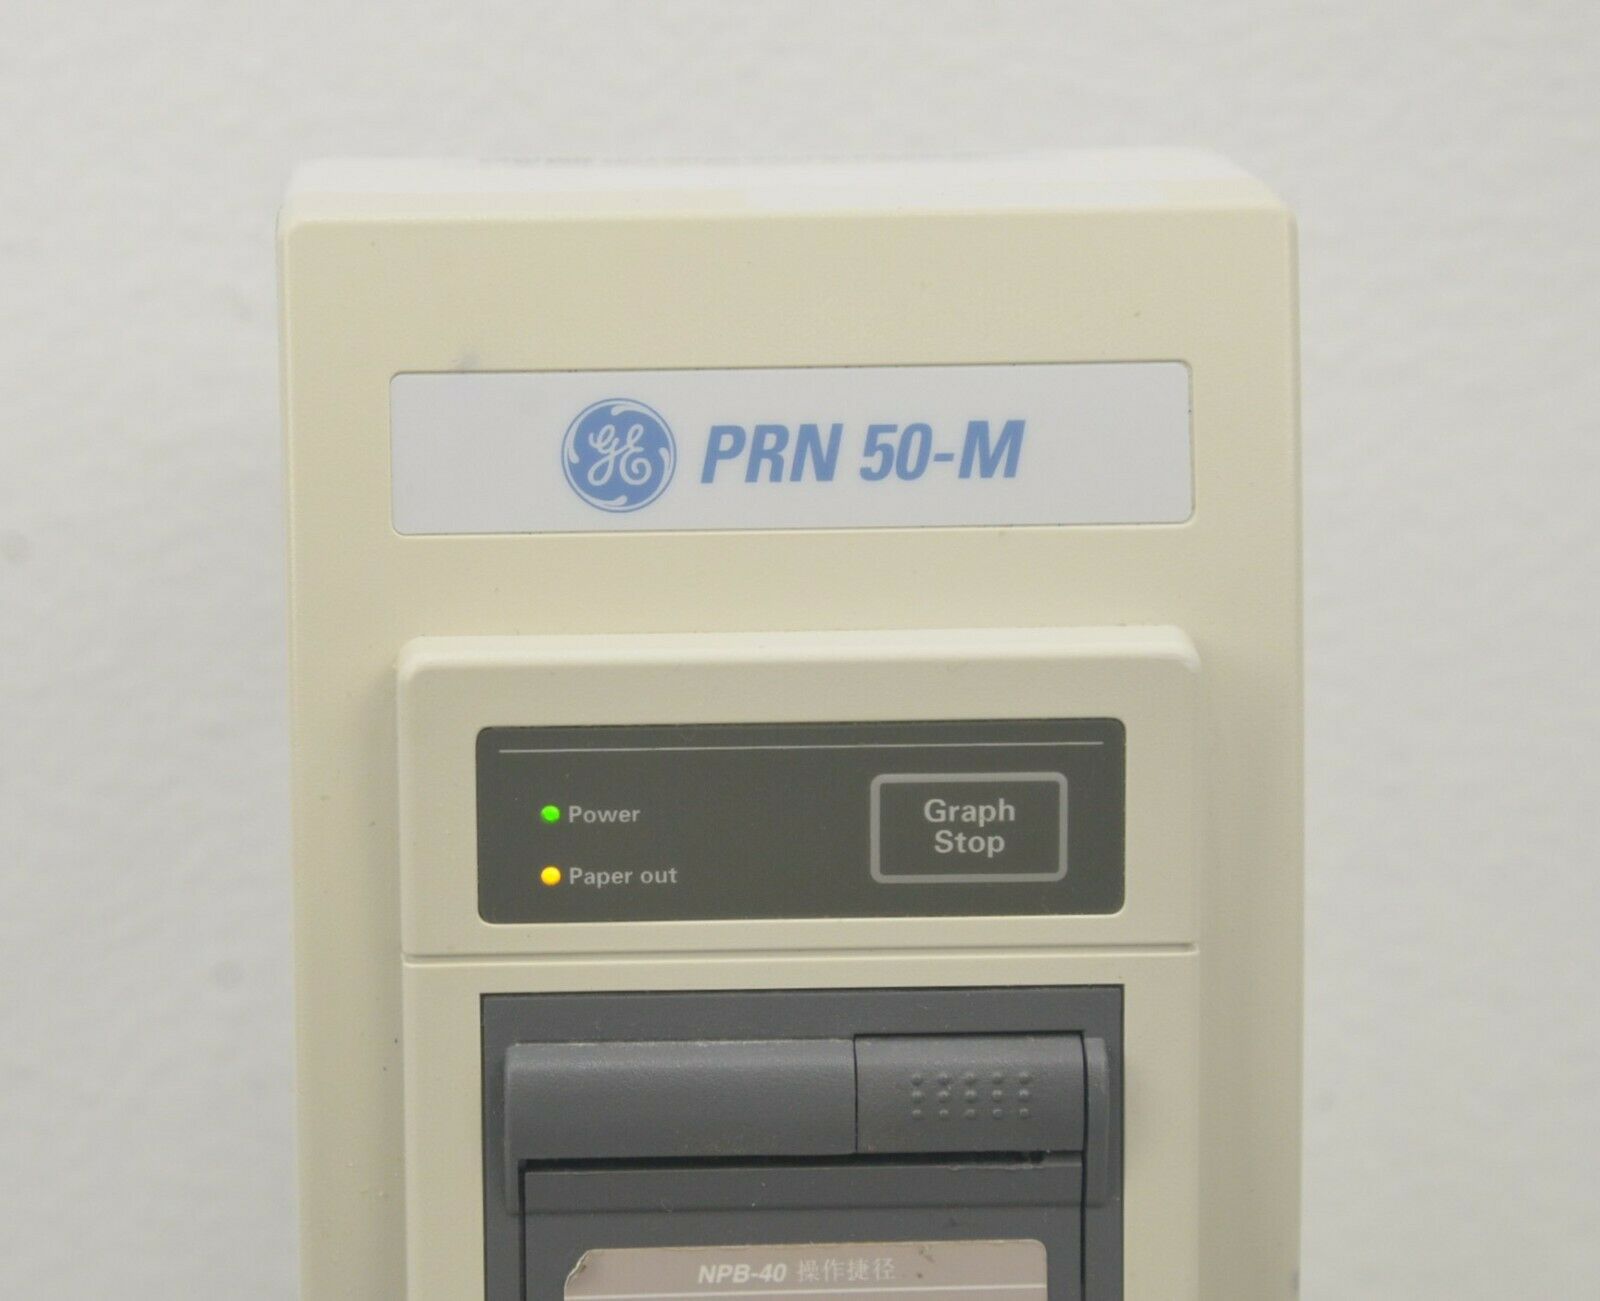 GE PRN 50-M
Power
Graph
Stop
Paper out
NPB-40 操作捷径